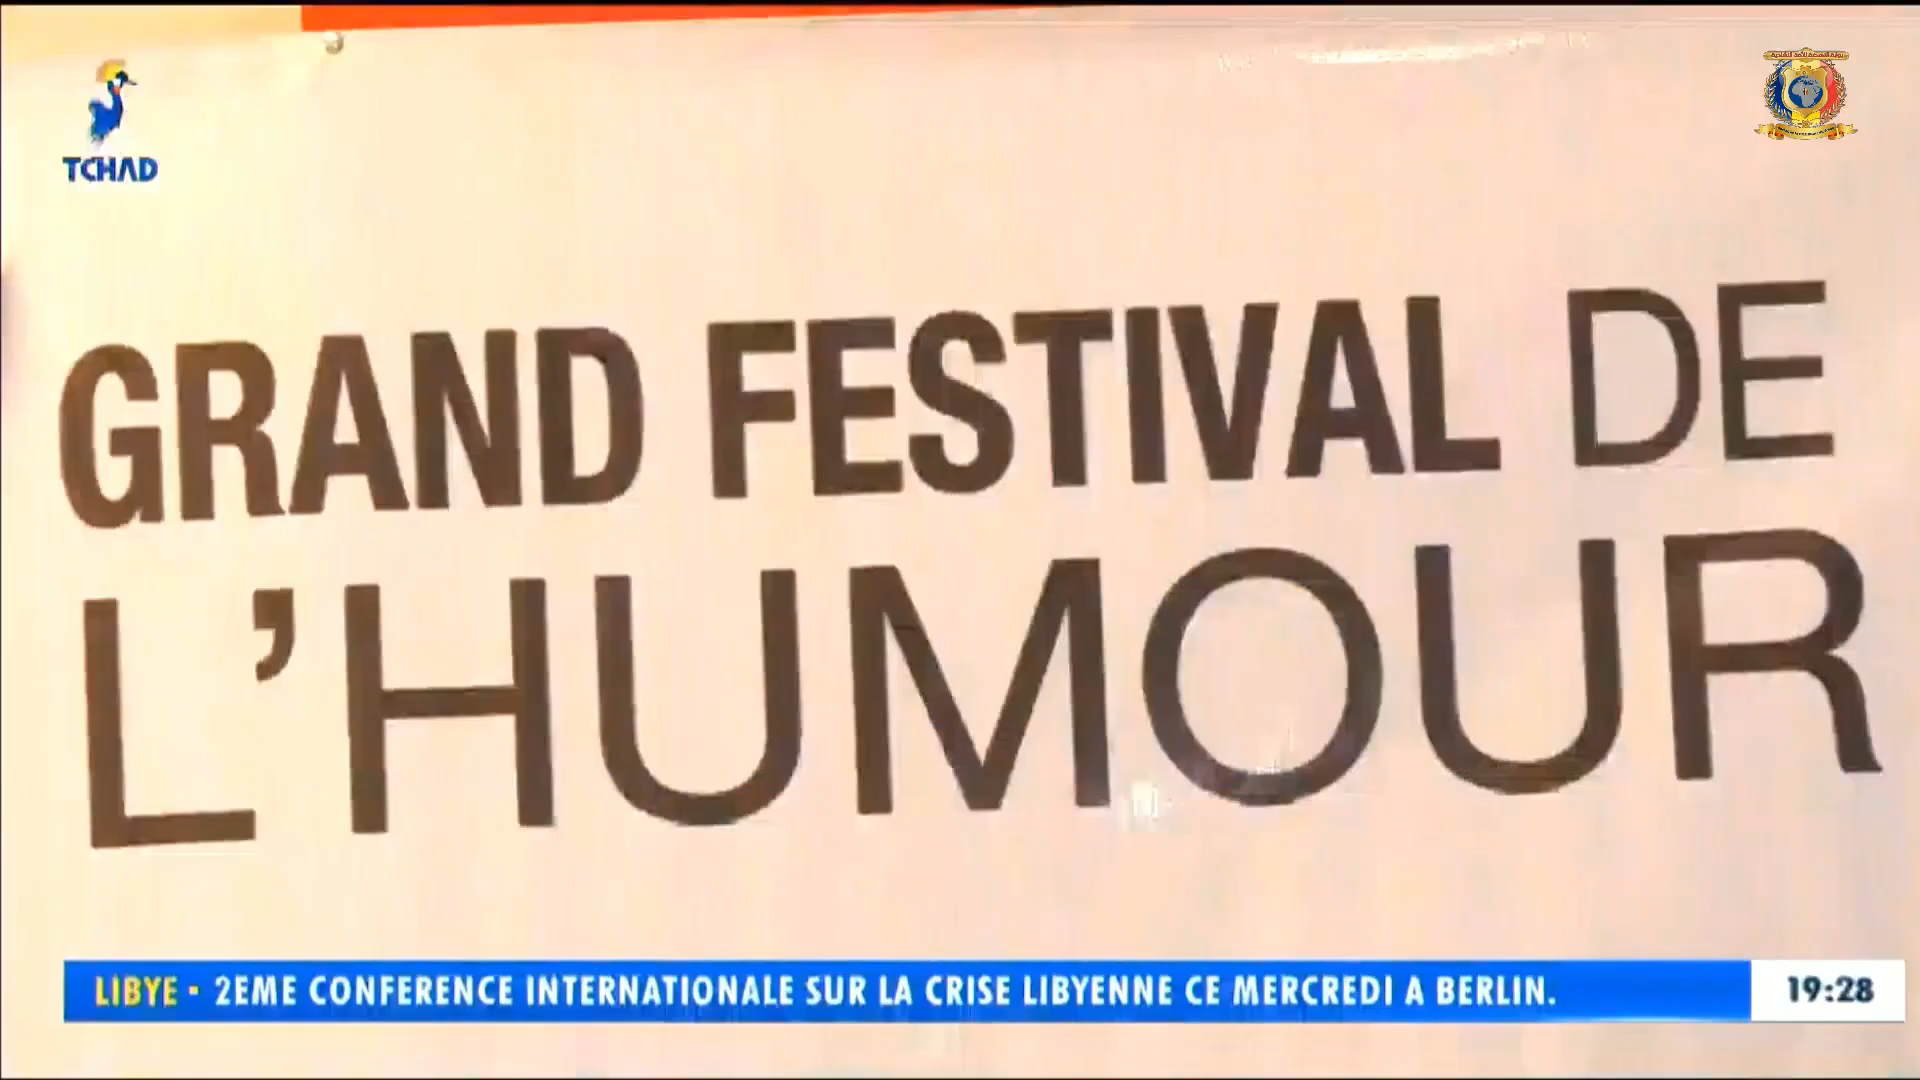 TCHAD
GRAND FESTIVAL DE
L'HUMOUR
LIBYE • 2EME CONFERENCE INTERNATIONALE SUR LA CRISE LIBYENNE CE MERCREDI A BERLIN.
19:28